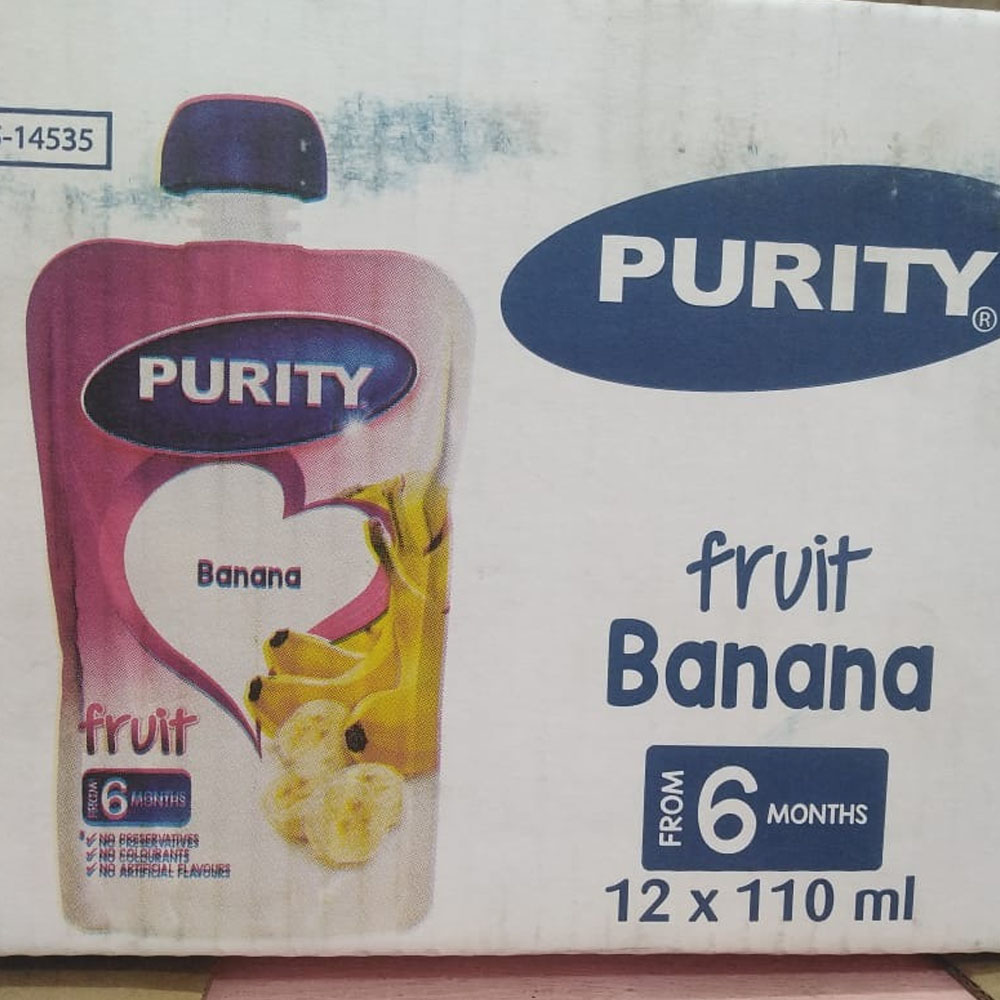 -14535
PURITY
Banana
fruit
FROM 6 MONTHS
✓ NO PRESERVATIVES
✓ NO COLOURANTS
✓ NO ARTIFICIAL FLAVOURS
PURITY®
fruit
Banana
FROM 6 MONTHS
12 x 110 ml